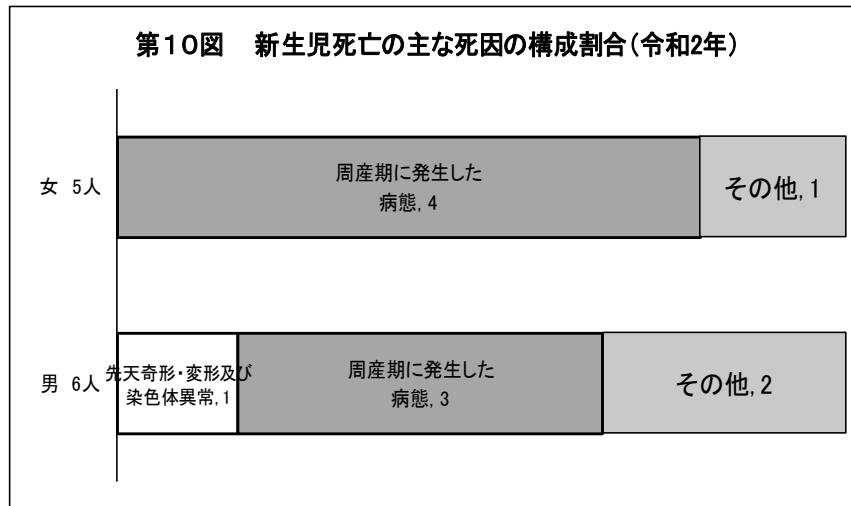 第１０図　新生児死亡の主な死因の構成割合（令和2年）
女 5人
周産期に発生した
病態, 4
その他, 1
男 6人
先天奇形・変形及び
染色体異常, 1
周産期に発生した
病態, 3
その他, 2